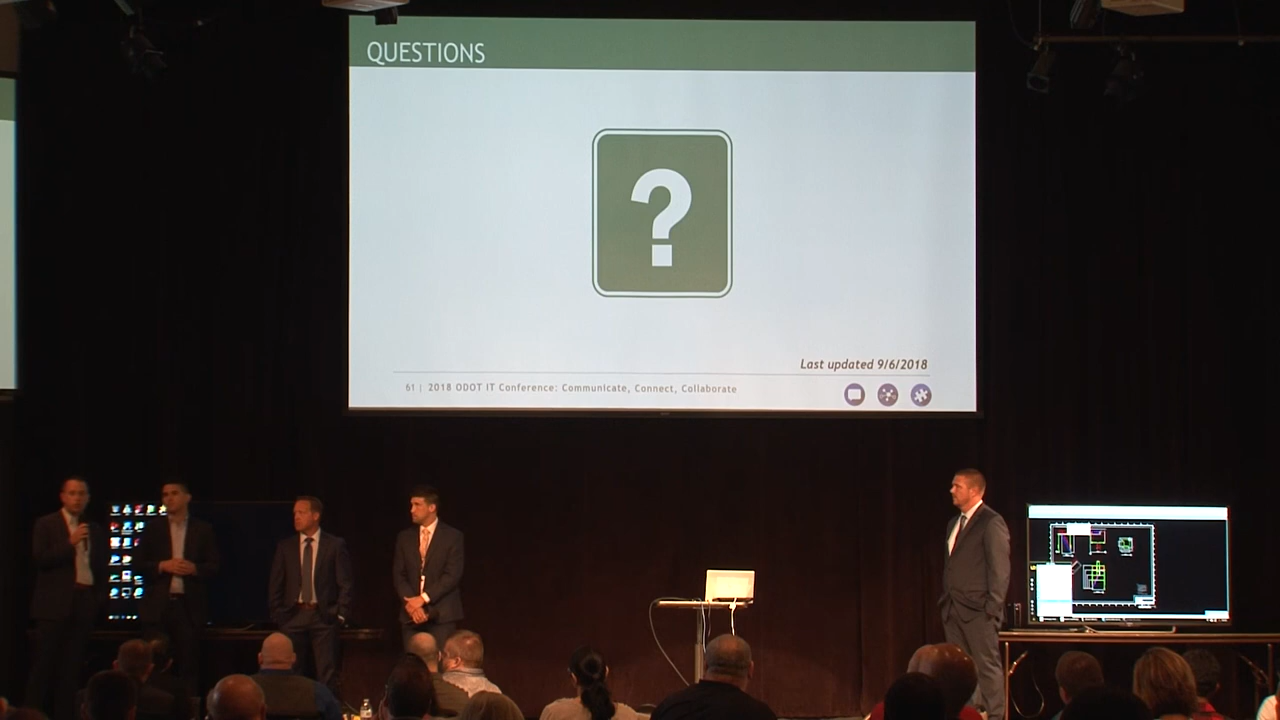 QUESTIONS
?
Last updated 9/6/2018
61 | 2018 ODOT IT Conference: Communicate, Connect, Collaborate